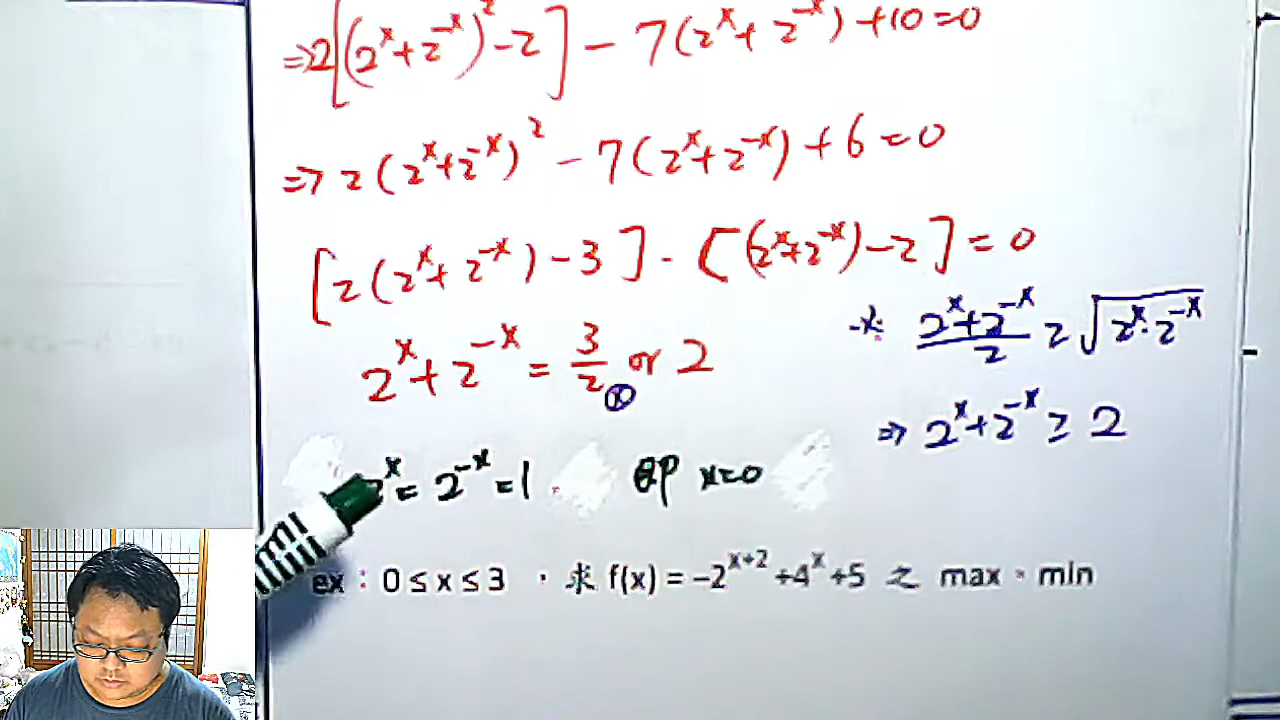 ⇒2[(2^x+2^-x)^2-2]-7(2^x+2^-x)+10=0
⇒2(2^x+2^-x)^2-7(2^x+2^-x)+6=0
[2(2^x+2^-x)-3]·[(2^x+2^-x)-2]=0
2^x+2^-x=3/2 or 2
ⓧ
※: (2^x+2^-x)/2≥√(2^x·2^-x)
⇒2^x+2^-x≥2
2^x=2^-x=1 即 x=0
ex：0≤x≤3，求 f(x)=-2^(x+2)+4^x+5 之 max、min